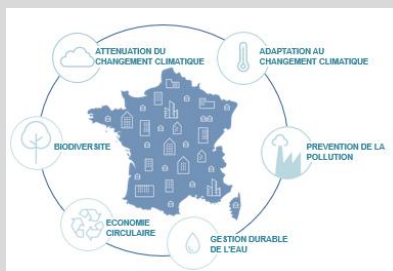 ATTENUATION DU
CHANGEMENT CLIMATIQUE
ADAPTATION AU
CHANGEMENT CLIMATIQUE
BIODIVERSITE
PREVENTION DE LA
POLLUTION
ECONOMIE
CIRCULAIRE
GESTION DURABLE
DE L'EAU